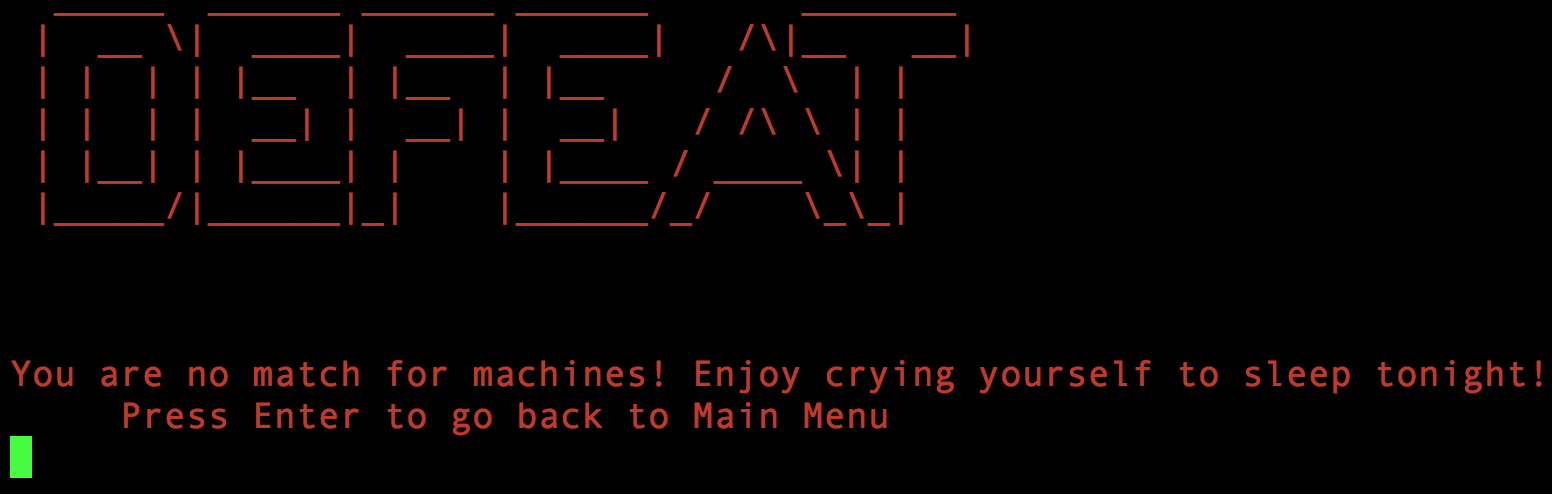 DEFEAT
You are no match for machines! Enjoy crying yourself to sleep tonight!
Press Enter to go back to Main Menu